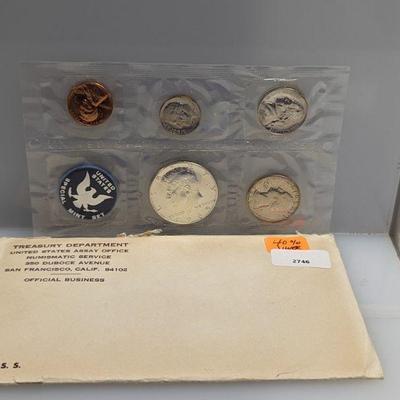 UNITED STATES
SPECIAL MINT SET
TREASURY DEPARTMENT
UNITED STATES ASSAY OFFICE
NUMISMATIC SERVICE
350 DUBOCE AVENUE
SAN FRANCISCO, CALIF. 94102
OFFICIAL BUSINESS
40%
2746
S. S.